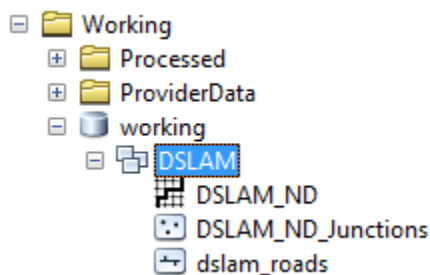 Working
Processed
ProviderData
working
DSLAM
DSLAM_ND
DSLAM_ND_Junctions
dslam_roads